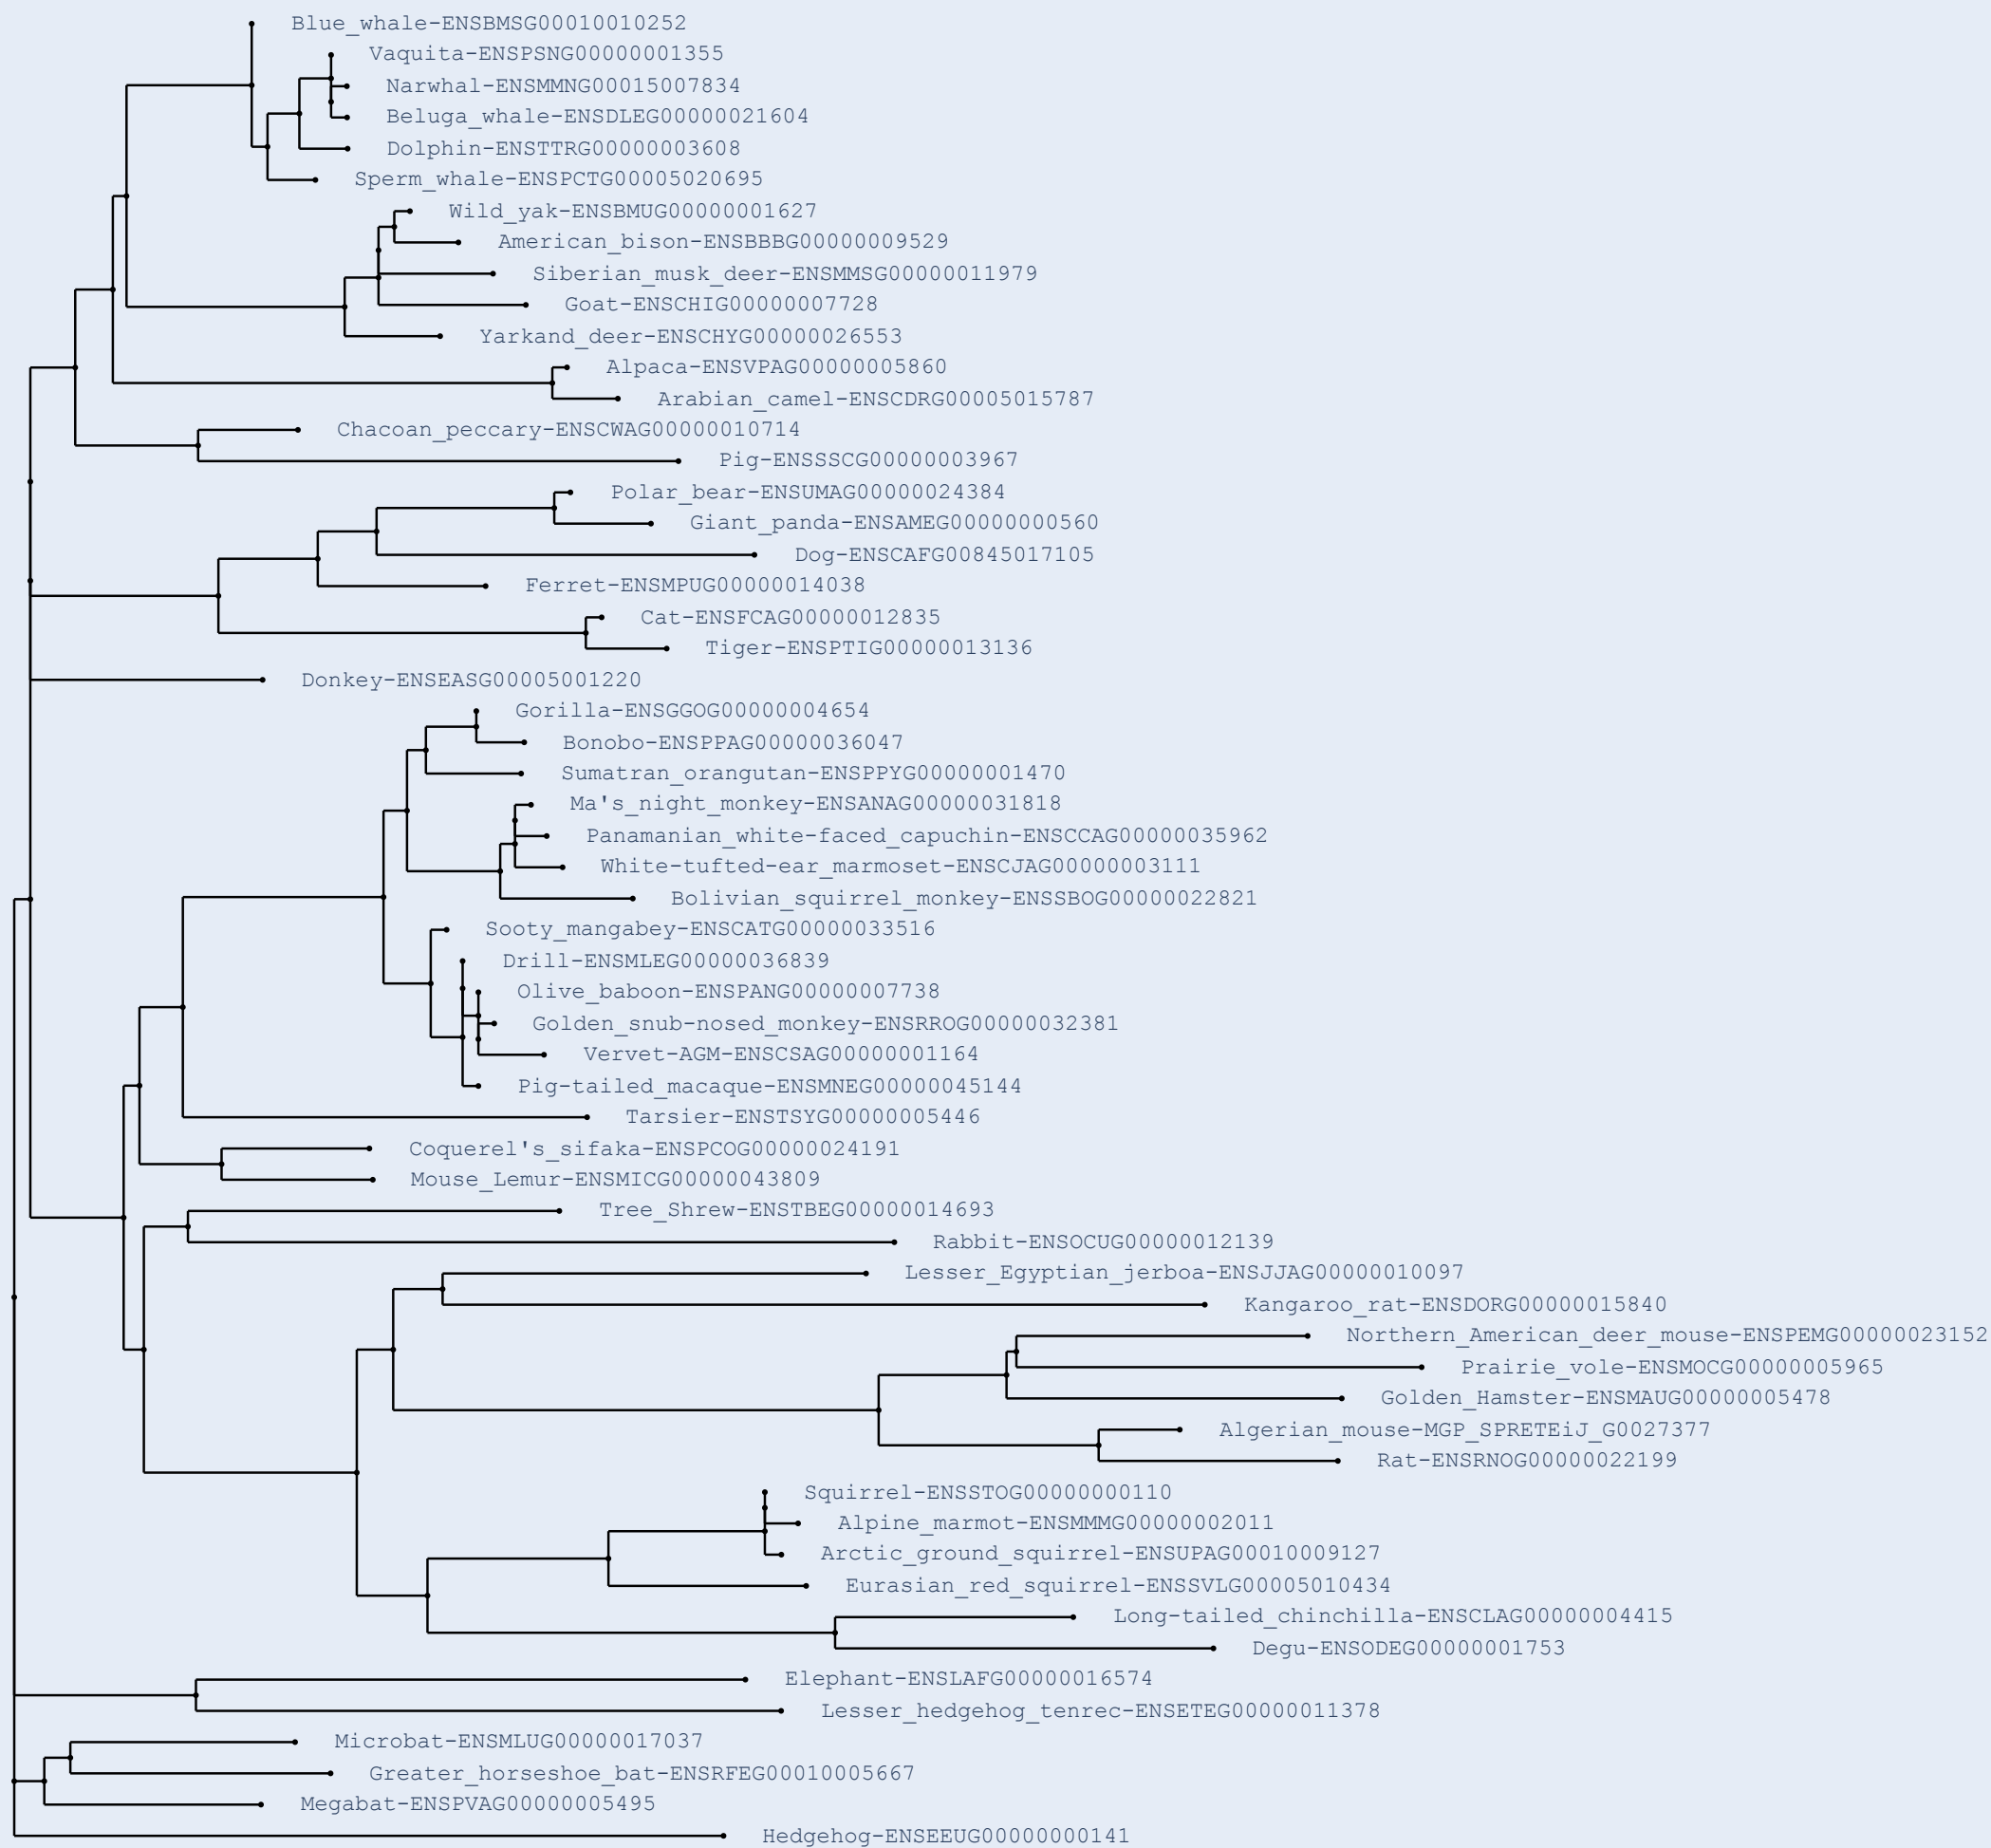 Blue_whale-ENSBMSG00010010252
Vaquita-ENSPSNG00000001355
Narwhal-ENSMMNG00015007834
Beluga_whale-ENSDLEG00000021604
Dolphin-ENSTTRG00000003608
Sperm_whale-ENSPCTG00005020695
Wild_yak-ENSBMUG00000001627
American_bison-ENSBBBG00000009529
Siberian_musk_deer-ENSMMSG00000011979
Goat-ENSCHIG00000007728
Yarkand_deer-ENSCHYG00000026553
Alpaca-ENSVPAG00000005860
Arabian_camel-ENSCDRG00005015787
Chacoan_peccary-ENSCWAG00000010714
Pig-ENSSSCG00000003967
Polar_bear-ENSUMAG00000024384
Giant_panda-ENSAMEG00000000560
Dog-ENSCAFG00845017105
Ferret-ENSMPUG00000014038
Cat-ENSFCAG00000012835
Tiger-ENSPTIG00000013136
Donkey-ENSEASG00005001220
Gorilla-ENSGGOG00000004654
Bonobo-ENSPPAG00000036047
Sumatran_orangutan-ENSPPYG00000001470
Ma's_night_monkey-ENSANAG00000031818
Panamanian_white-faced_capuchin-ENSCCAG00000035962
White-tufted-ear_marmoset-ENSCJAG00000003111
Bolivian_squirrel_monkey-ENSSBOG00000022821
Sooty_mangabey-ENSCATG00000033516
Drill-ENSMLEG00000036839
Olive_baboon-ENSPANG00000007738
Golden_snub-nosed_monkey-ENSRROG00000032381
Vervet-AGM-ENSCSAG00000001164
Pig-tailed_macaque-ENSMNEG00000045144
Tarsier-ENSTSYG00000005446
Coquerel's_sifaka-ENSPCOG00000024191
Mouse_Lemur-ENSMICG00000043809
Tree_Shrew-ENSTBEG00000014693
Rabbit-ENSOCUG00000012139
Lesser_Egyptian_jerboa-ENSJJAG00000010097
Kangaroo_rat-ENSDORG00000015840
Northern_American_deer_mouse-ENSPEMG00000023152
Prairie_vole-ENSMOCG00000005965
Golden_Hamster-ENSMAUG00000005478
Algerian_mouse-MGP_SPRETEiJ_G0027377
Rat-ENSRNOG00000022199
Squirrel-ENSSTOG00000000110
Alpine_marmot-ENSMMMG00000002011
Arctic_ground_squirrel-ENSUPAG00010009127
Eurasian_red_squirrel-ENSSVLG00005010434
Long-tailed_chinchilla-ENSCLAG00000004415
Degu-ENSODEG00000001753
Elephant-ENSLAFG00000016574
Lesser_hedgehog_tenrec-ENSETEG00000011378
Microbat-ENSMLUG00000017037
Greater_horseshoe_bat-ENSRFEG00010005667
Megabat-ENSPVAG00000005495
Hedgehog-ENSEEUG00000000141